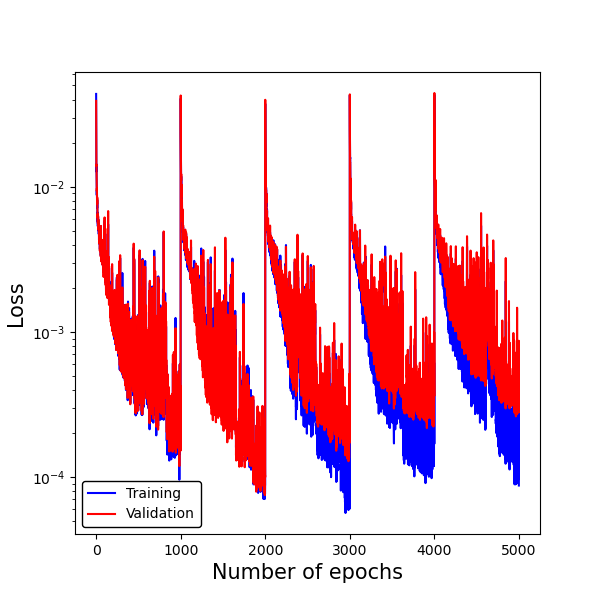 Loss
10⁻²
10⁻³
10⁻⁴
Training
Validation
0 1000 2000 3000 4000 5000
Number of epochs